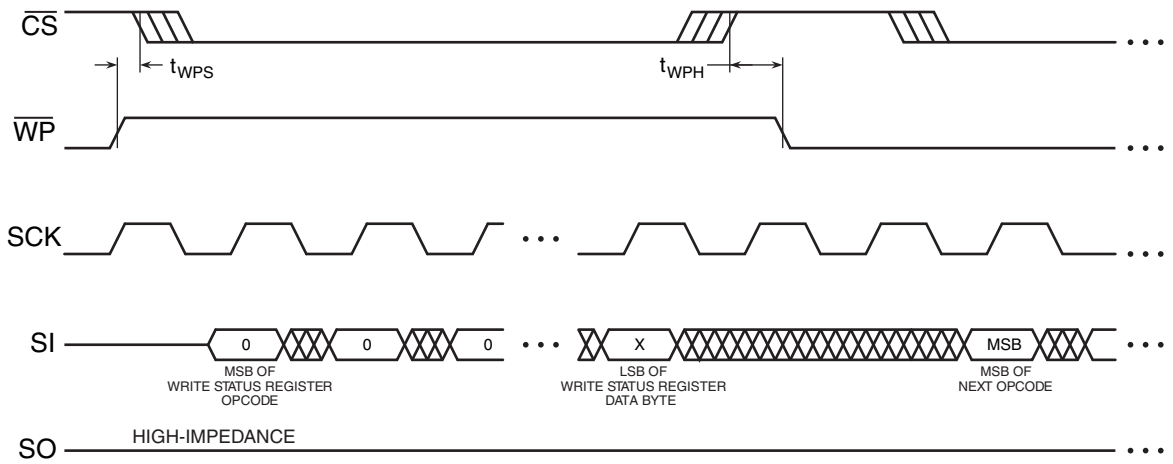 CS
tWPS
tWPH
• • •
WP
• • •
SCK
• • •
• • •
SI
0
0
0
• • •
X
MSB
• • •
MSB OF
WRITE STATUS REGISTER
OPCODE
LSB OF
WRITE STATUS REGISTER
DATA BYTE
MSB OF
NEXT OPCODE
SO
HIGH-IMPEDANCE
• • •